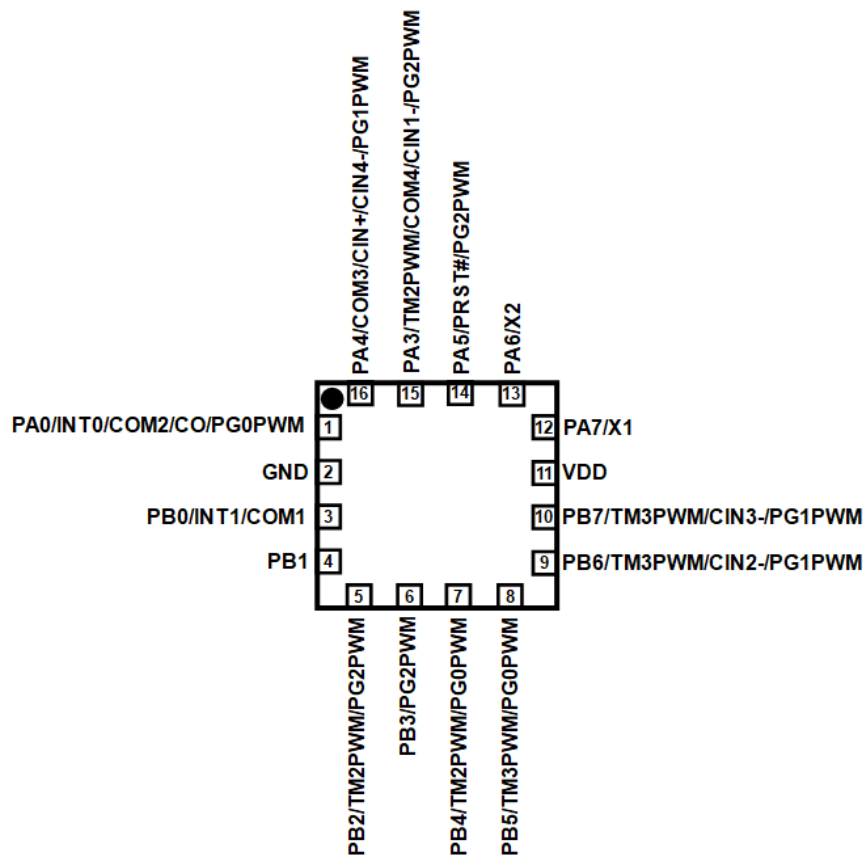 PA4/COM3/CIN+/CIN4-/PG1PWM
PA3/TM2PWM/COM4/CIN1-/PG2PWM
PA5/PRST#/PG2PWM
PA6/X2
16
15
14
13
PA0/INT0/COM2/CO/PG0PWM
1
12
PA7/X1
GND
2
11
VDD
PB0/INT1/COM1
3
10
PB7/TM3PWM/CIN3-/PG1PWM
PB1
4
9
PB6/TM3PWM/CIN2-/PG1PWM
5
6
7
8
PB2/TM2PWM/PG2PWM
PB3/PG2PWM
PB4/TM2PWM/PG0PWM
PB5/TM3PWM/PG0PWM